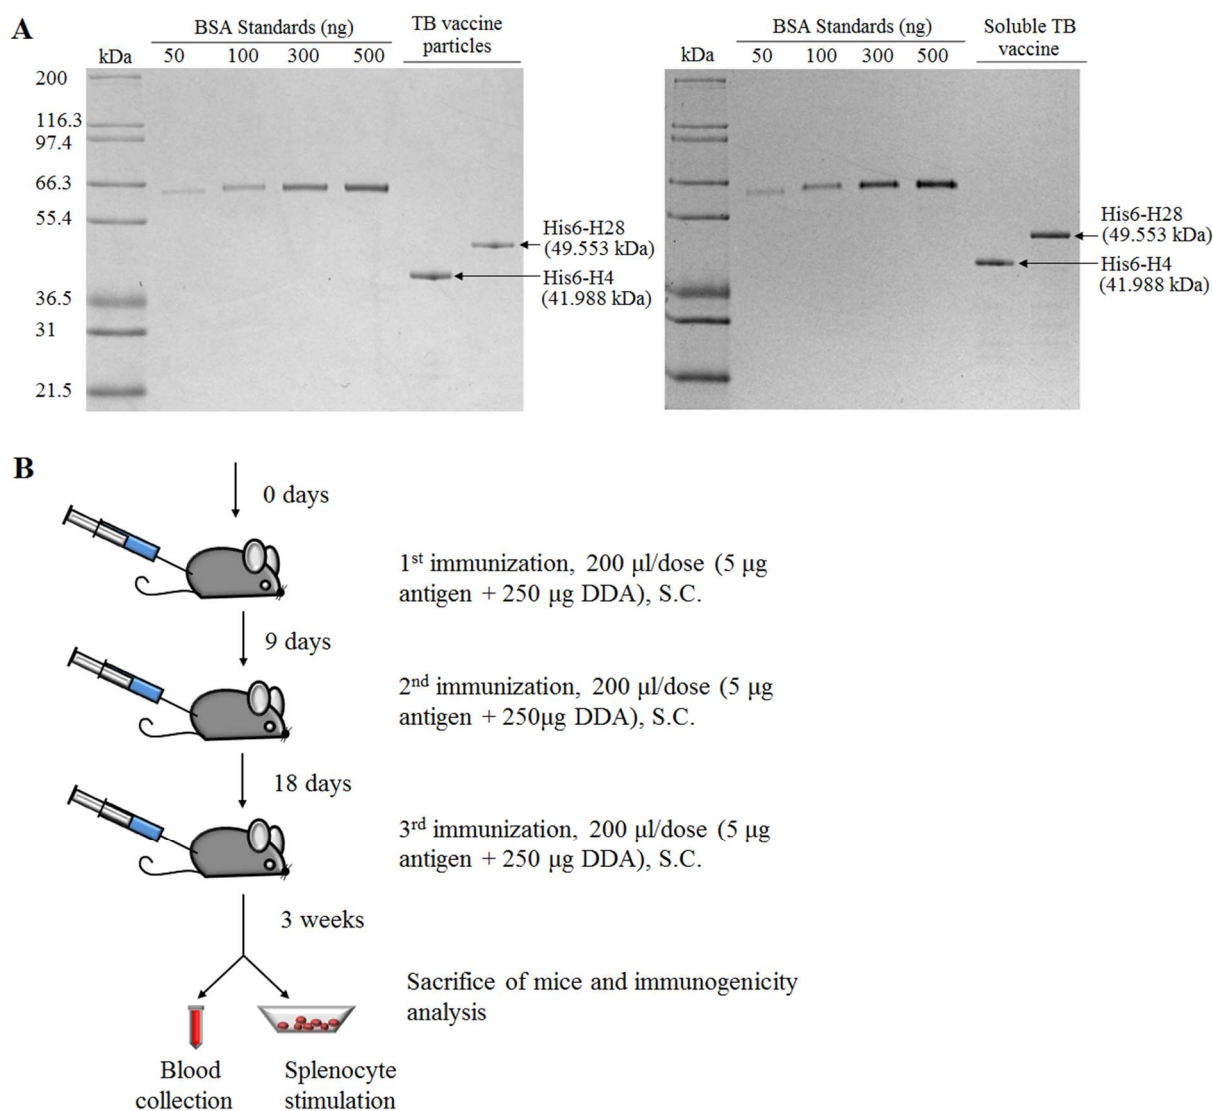 A
BSA Standards (ng)
TB vaccine
particles
kDa
50 100 300 500
200
116.3
97.4
66.3
55.4
36.5
31
21.5
His6-H28
(49.553 kDa)
His6-H4
(41.988 kDa)
BSA Standards (ng)
Soluble TB
vaccine
kDa
50 100 300 500
His6-H28
(49.553 kDa)
His6-H4
(41.988 kDa)
B
0 days
1st immunization, 200 μl/dose (5 μg
antigen + 250 μg DDA), S.C.
9 days
2nd immunization, 200 μl/dose (5 μg
antigen + 250μg DDA), S.C.
18 days
3rd immunization, 200 μl/dose (5 μg
antigen + 250 μg DDA), S.C.
3 weeks
Sacrifice of mice and immunogenicity
analysis
Blood
collection
Splenocyte
stimulation